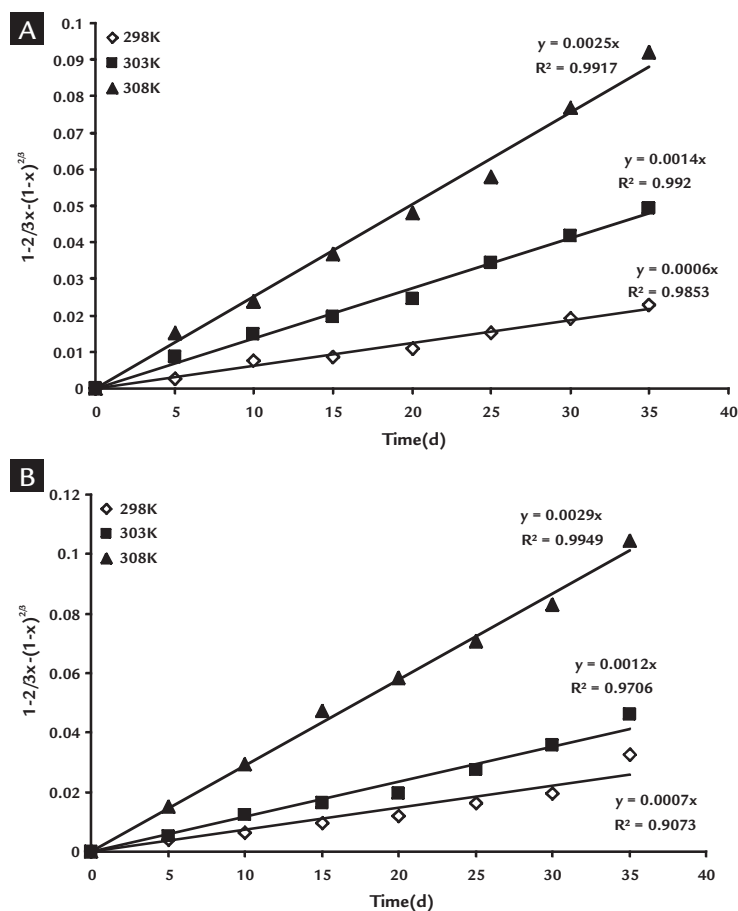 A
0.1
0.09
0.08
0.07
0.06
0.05
0.04
0.03
0.02
0.01
0
1-2/3x-(1-x)^2/3
298K
303K
308K
y = 0.0025x
R² = 0.9917
y = 0.0014x
R² = 0.992
y = 0.0006x
R² = 0.9853
0 5 10 15 20 25 30 35 40
Time(d)
B
0.12
0.1
0.08
0.06
0.04
0.02
0
1-2/3x-(1-x)^2/3
298K
303K
308K
y = 0.0029x
R² = 0.9949
y = 0.0012x
R² = 0.9706
y = 0.0007x
R² = 0.9073
0 5 10 15 20 25 30 35 40
Time(d)